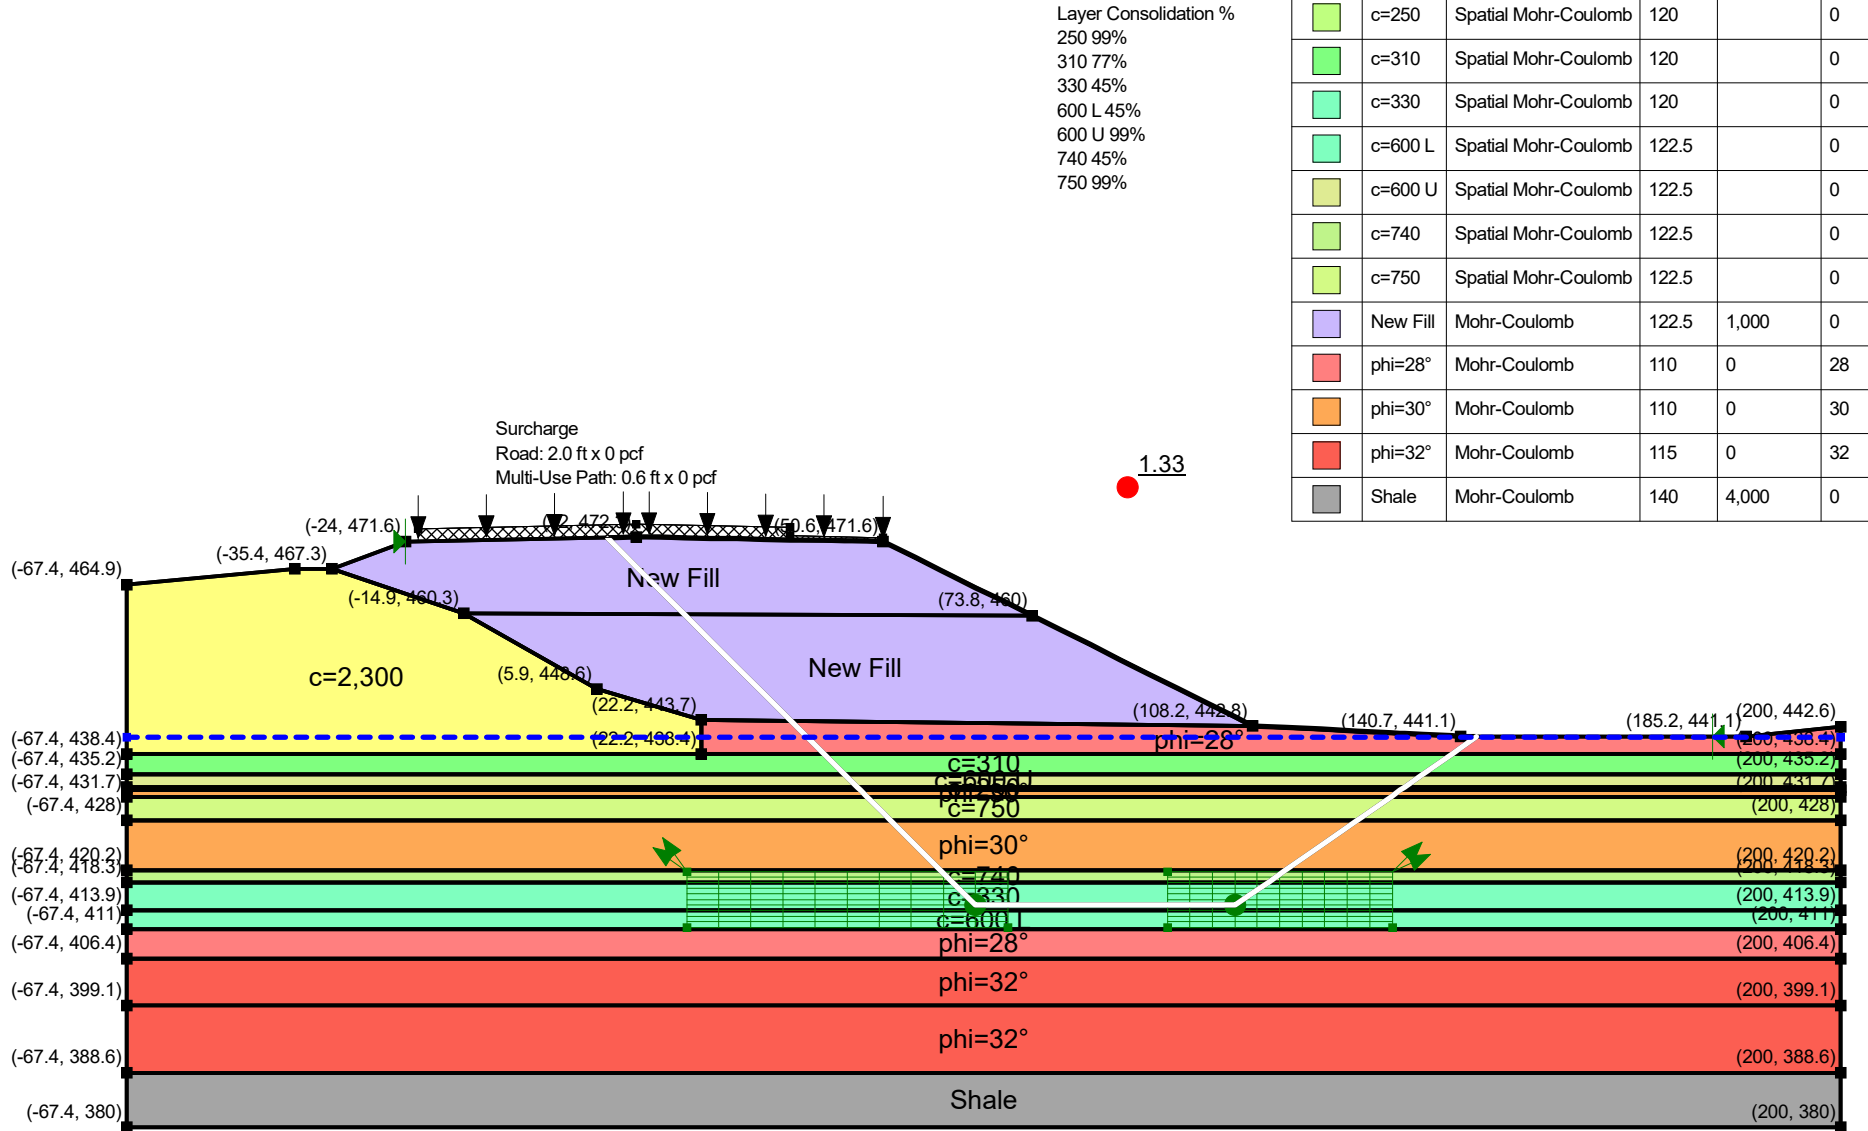 Layer Consolidation %
250 99%
310 77%
330 45%
600 L 45%
600 U 99%
740 45%
750 99%
c=250 Spatial Mohr-Coulomb 120 0
c=310 Spatial Mohr-Coulomb 120 0
c=330 Spatial Mohr-Coulomb 120 0
c=600 L Spatial Mohr-Coulomb 122.5 0
c=600 U Spatial Mohr-Coulomb 122.5 0
c=740 Spatial Mohr-Coulomb 122.5 0
c=750 Spatial Mohr-Coulomb 122.5 0
New Fill Mohr-Coulomb 122.5 1,000 0
phi=28° Mohr-Coulomb 110 0 28
phi=30° Mohr-Coulomb 110 0 30
phi=32° Mohr-Coulomb 115 0 32
Shale Mohr-Coulomb 140 4,000 0
Surcharge
Road: 2.0 ft x 0 pcf
Multi-Use Path: 0.6 ft x 0 pcf
1.33
(-24, 471.6)
(50.6, 471.6)
(-35.4, 467.3)
(-67.4, 464.9)
New Fill
(-14.9, 460.3)
(73.8, 460)
c=2,300
New Fill
(5.9, 448.6)
(22.2, 443.7)
(108.2, 442.8)
(140.7, 441.1)
(185.2, 441.1)
(200, 442.6)
(-67.4, 438.4)
(22.2, 438.4)
phi=28°
(200, 438.4)
(-67.4, 435.2)
c=310
(200, 435.2)
(-67.4, 431.7)
(200, 431.7)
(-67.4, 428)
c=750
(200, 428)
phi=30°
(-67.4, 420.2)
(200, 420.2)
(-67.4, 418.3)
c=740
(200, 418.3)
(-67.4, 413.9)
c=330
(200, 413.9)
(-67.4, 411)
c=600 L
(200, 411)
(-67.4, 406.4)
phi=28°
(200, 406.4)
phi=32°
(-67.4, 399.1)
(200, 399.1)
phi=32°
(-67.4, 388.6)
(200, 388.6)
Shale
(-67.4, 380)
(200, 380)